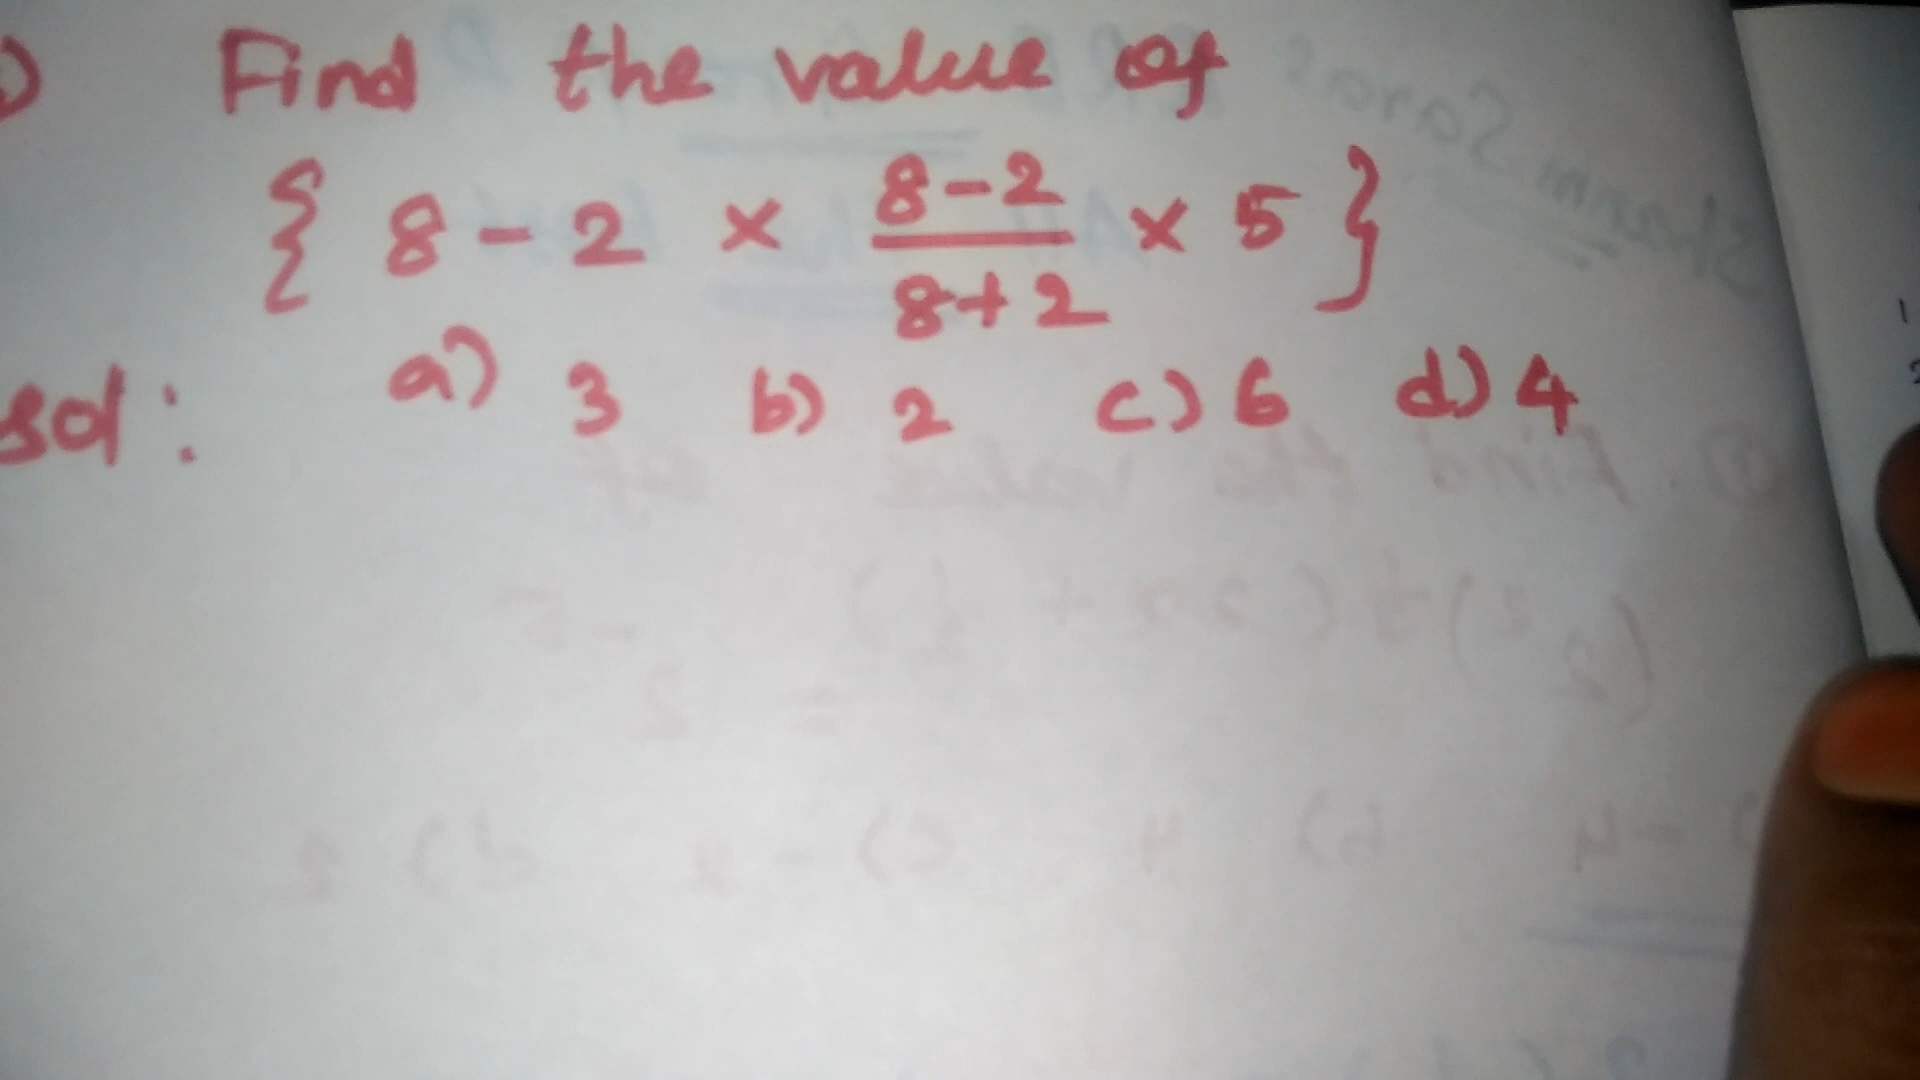 Find the value of
{ 8 - 2 × 8-2/8+2 × 5 }
sol: a) 3 b) 2 c) 6 d) 4